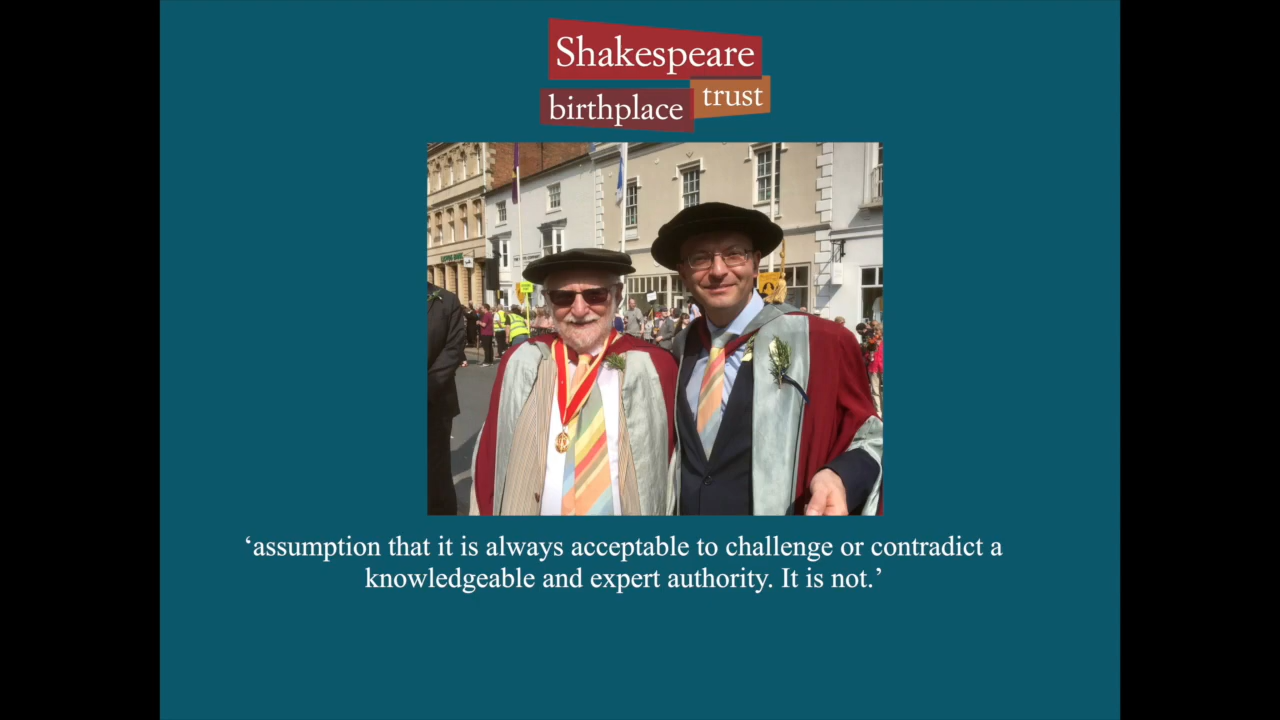 Shakespeare
birthplace trust
‘assumption that it is always acceptable to challenge or contradict a
knowledgeable and expert authority. It is not.’